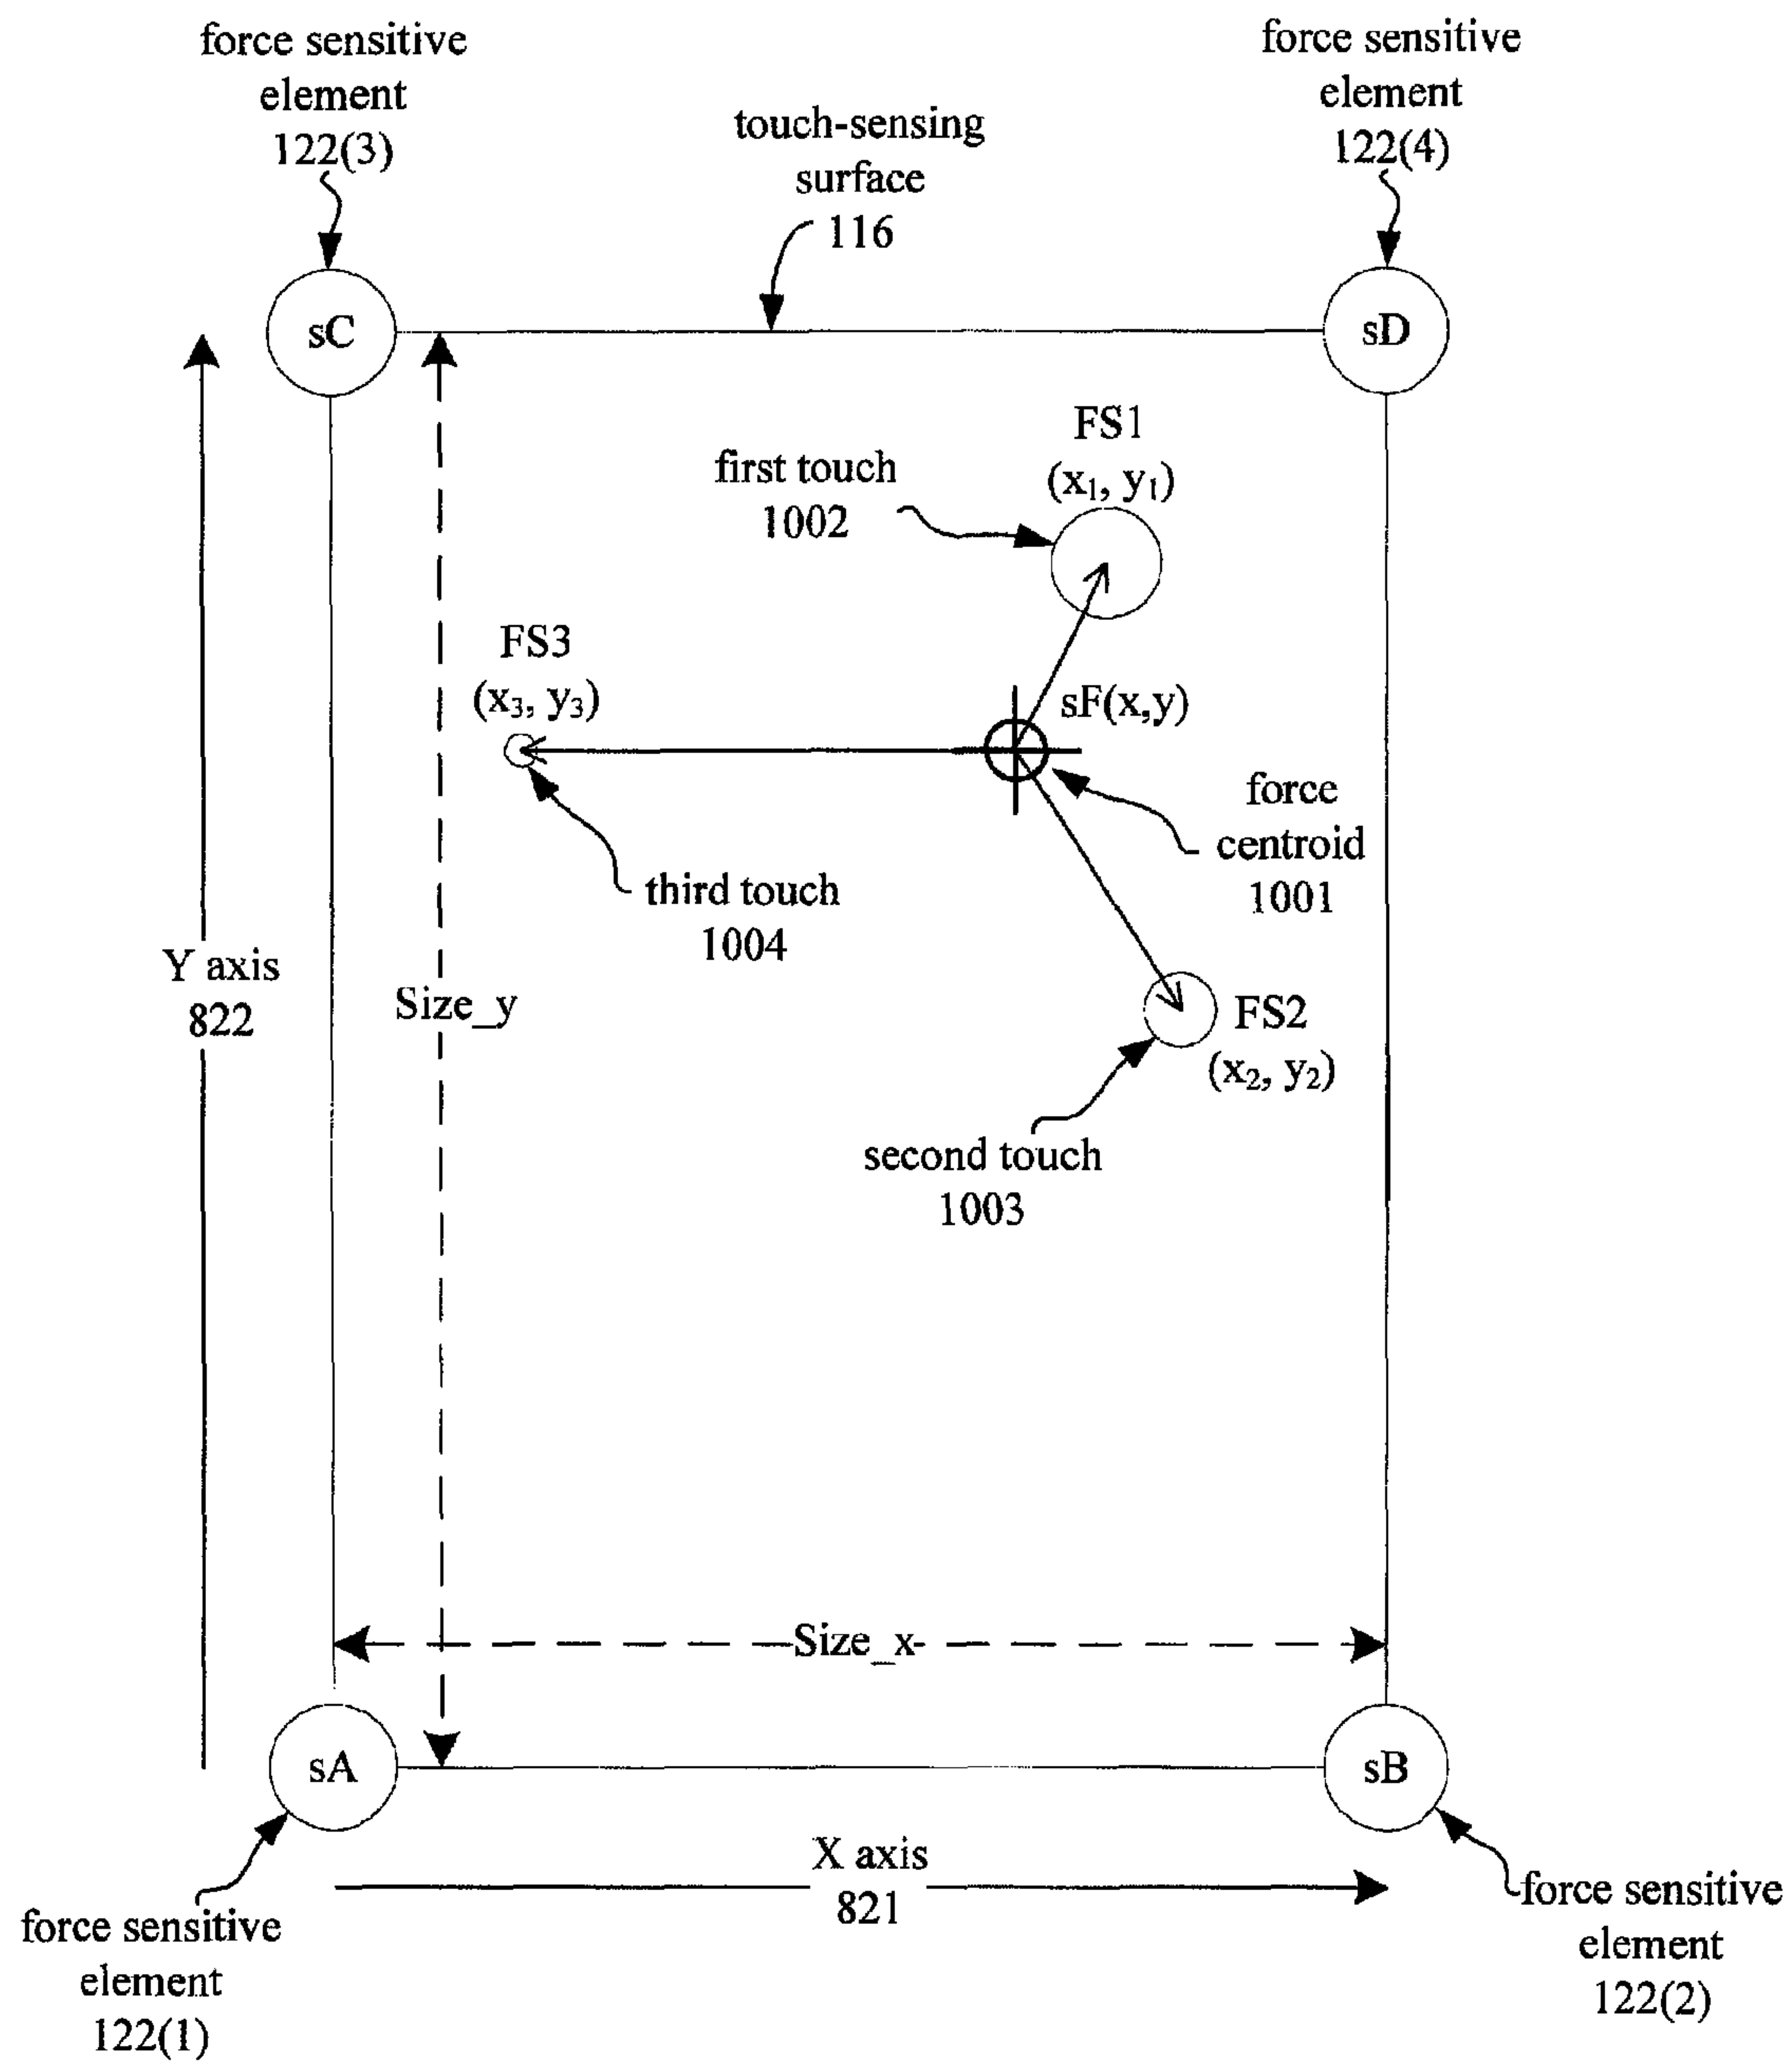 force sensitive
element
122(3)
force sensitive
element
122(4)
touch-sensing
surface
116
sC
sD
FS1
(x₁, y₁)
first touch
1002
FS3
(x₃, y₃)
sF(x,y)
force
centroid
1001
third touch
1004
Y axis
822
Size_y
FS2
(x₂, y₂)
second touch
1003
Size_x
sA
sB
X axis
821
force sensitive
element
122(1)
force sensitive
element
122(2)